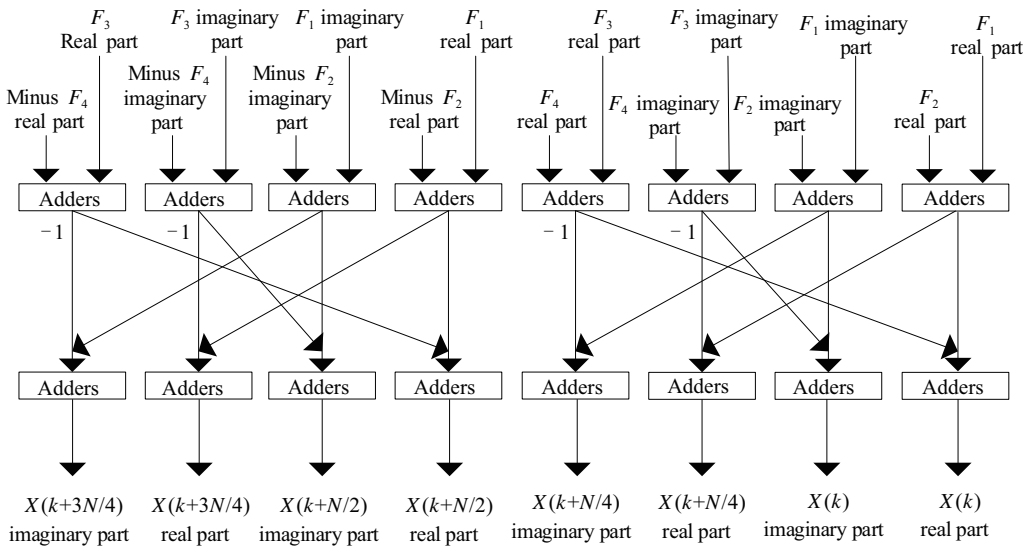 F3
Real part
F3 imaginary
part
F1 imaginary
part
F1
real part
F3
real part
F3 imaginary
part
F1 imaginary
part
F1
real part
Minus F4
real part
Minus F4
imaginary
part
Minus F2
imaginary
part
Minus F2
real part
F4
real part
F4 imaginary
part
F2 imaginary
part
F2
real part
Adders
Adders
Adders
Adders
Adders
Adders
Adders
Adders
−1
−1
−1
−1
Adders
Adders
Adders
Adders
Adders
Adders
Adders
Adders
X(k+3N/4)
imaginary part
X(k+3N/4)
real part
X(k+N/2)
imaginary part
X(k+N/2)
real part
X(k+N/4)
imaginary part
X(k+N/4)
real part
X(k)
imaginary part
X(k)
real part